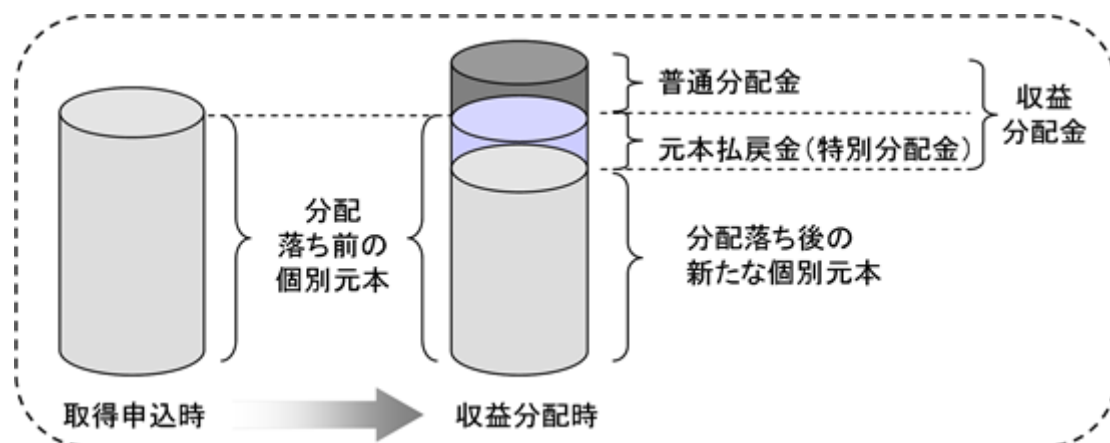 普通分配金
元本払戻金(特別分配金)
収益
分配金
分配
落ち前の
個別元本
分配落ち後の
新たな個別元本
取得申込時
収益分配時